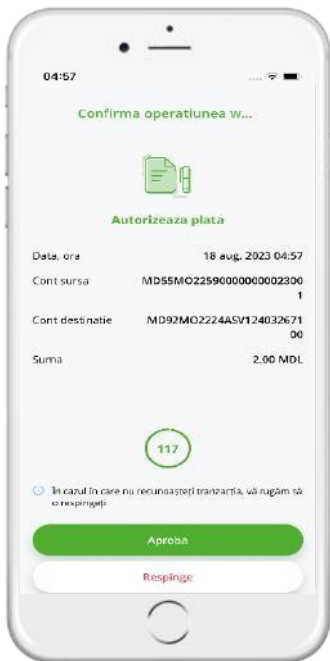 04:57
Confirma operatiunea w...
Autorizeaza plata
Data, ora 18 aug. 2023 04:57
Cont sursa MD55MO2259000000002300
1
Cont destinatie MD92MO2224ASV124032671
00
Suma 2.00 MDL
117
În cazul în care nu recunoașteți tranzacția, vă rugăm să
o respingeți
Aproba
Respinge